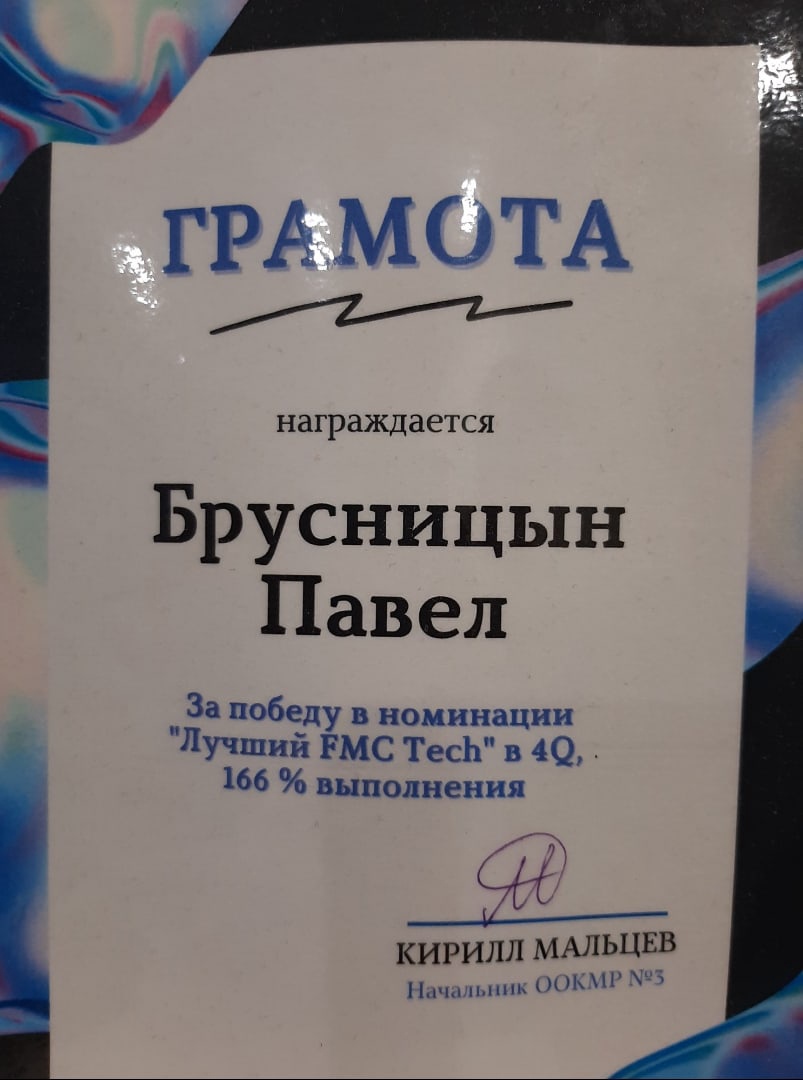 ГРАМОТА
награждается
Брусницын
Павел
За победу в номинации
"Лучший FMC Tech" в 4Q,
166 % выполнения
КИРИЛЛ МАЛЬЦЕВ
Начальник ООКМР №3